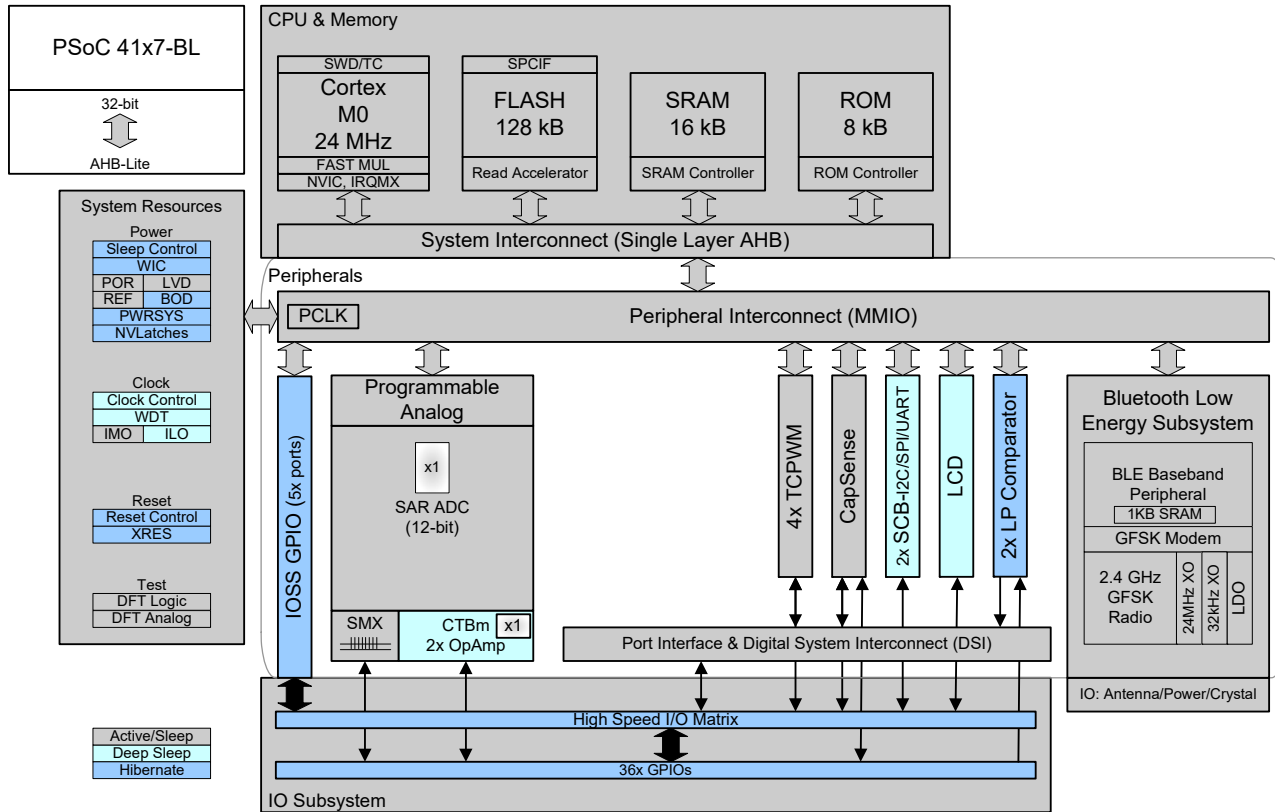 PSoC 41x7-BL
32-bit
AHB-Lite
CPU & Memory
SWD/TC
Cortex
M0
24 MHz
FAST MUL
NVIC, IRQMX
SPCIF
FLASH
128 kB
Read Accelerator
SRAM
16 kB
SRAM Controller
ROM
8 kB
ROM Controller
System Interconnect (Single Layer AHB)
System Resources
Power
Sleep Control
WIC
POR LVD
REF BOD
PWRSYS
NVLatches
Clock
Clock Control
WDT
IMO ILO
Reset
Reset Control
XRES
Test
DFT Logic
DFT Analog
Peripherals
PCLK
Peripheral Interconnect (MMIO)
IOSS GPIO (5x ports)
Programmable
Analog
x1
SAR ADC
(12-bit)
SMX
CTBm x1
2x OpAmp
4x TCPWM
CapSense
2x SCB-I2C/SPI/UART
LCD
2x LP Comparator
Port Interface & Digital System Interconnect (DSI)
Bluetooth Low
Energy Subsystem
BLE Baseband
Peripheral
1KB SRAM
GFSK Modem
2.4 GHz
GFSK
Radio
24MHz XO
32kHz XO
LDO
IO: Antenna/Power/Crystal
High Speed I/O Matrix
36x GPIOs
IO Subsystem
Active/Sleep
Deep Sleep
Hibernate